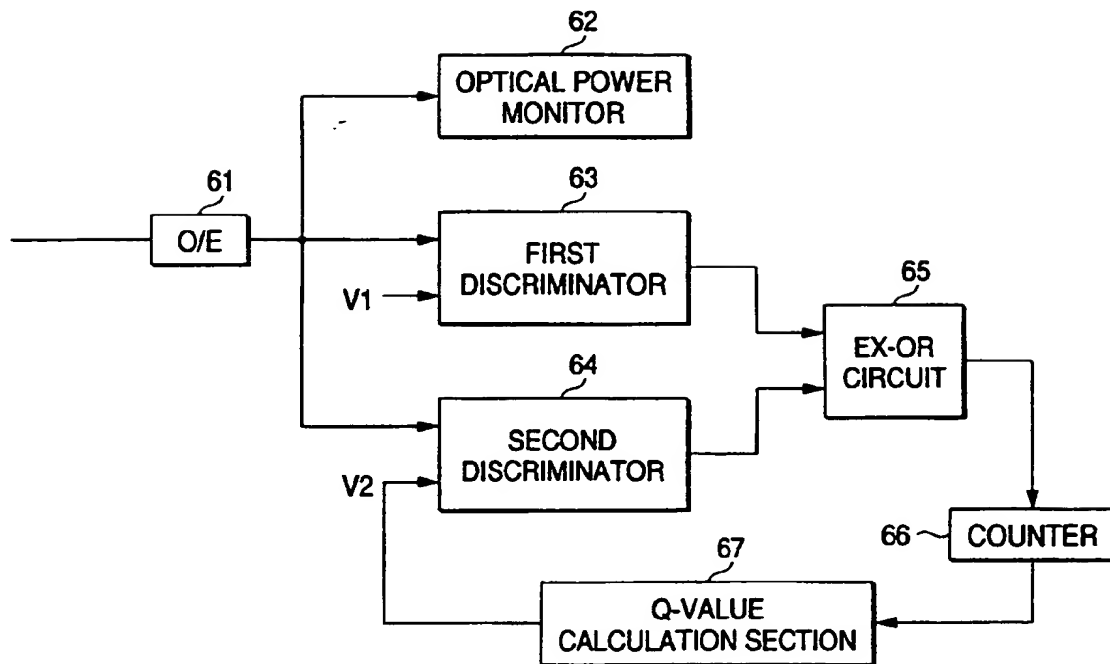 62
OPTICAL POWER
MONITOR
61
O/E
63
FIRST
DISCRIMINATOR
V1
65
EX-OR
CIRCUIT
64
SECOND
DISCRIMINATOR
V2
66
COUNTER
67
Q-VALUE
CALCULATION SECTION